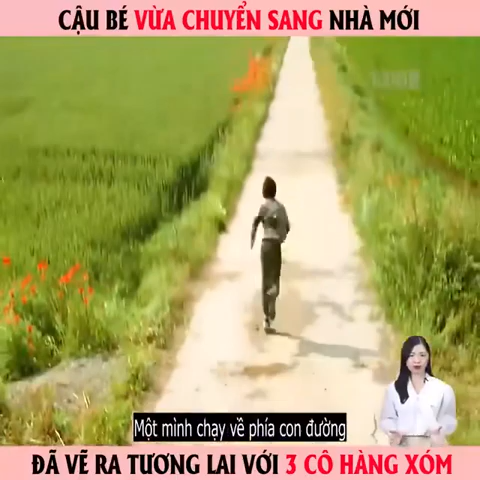 CẬU BÉ VỪA CHUYỂN SANG NHÀ MỚI
Một mình chạy về phía con đường
ĐÃ VẼ RA TƯƠNG LAI VỚI 3 CÔ HÀNG XÓM